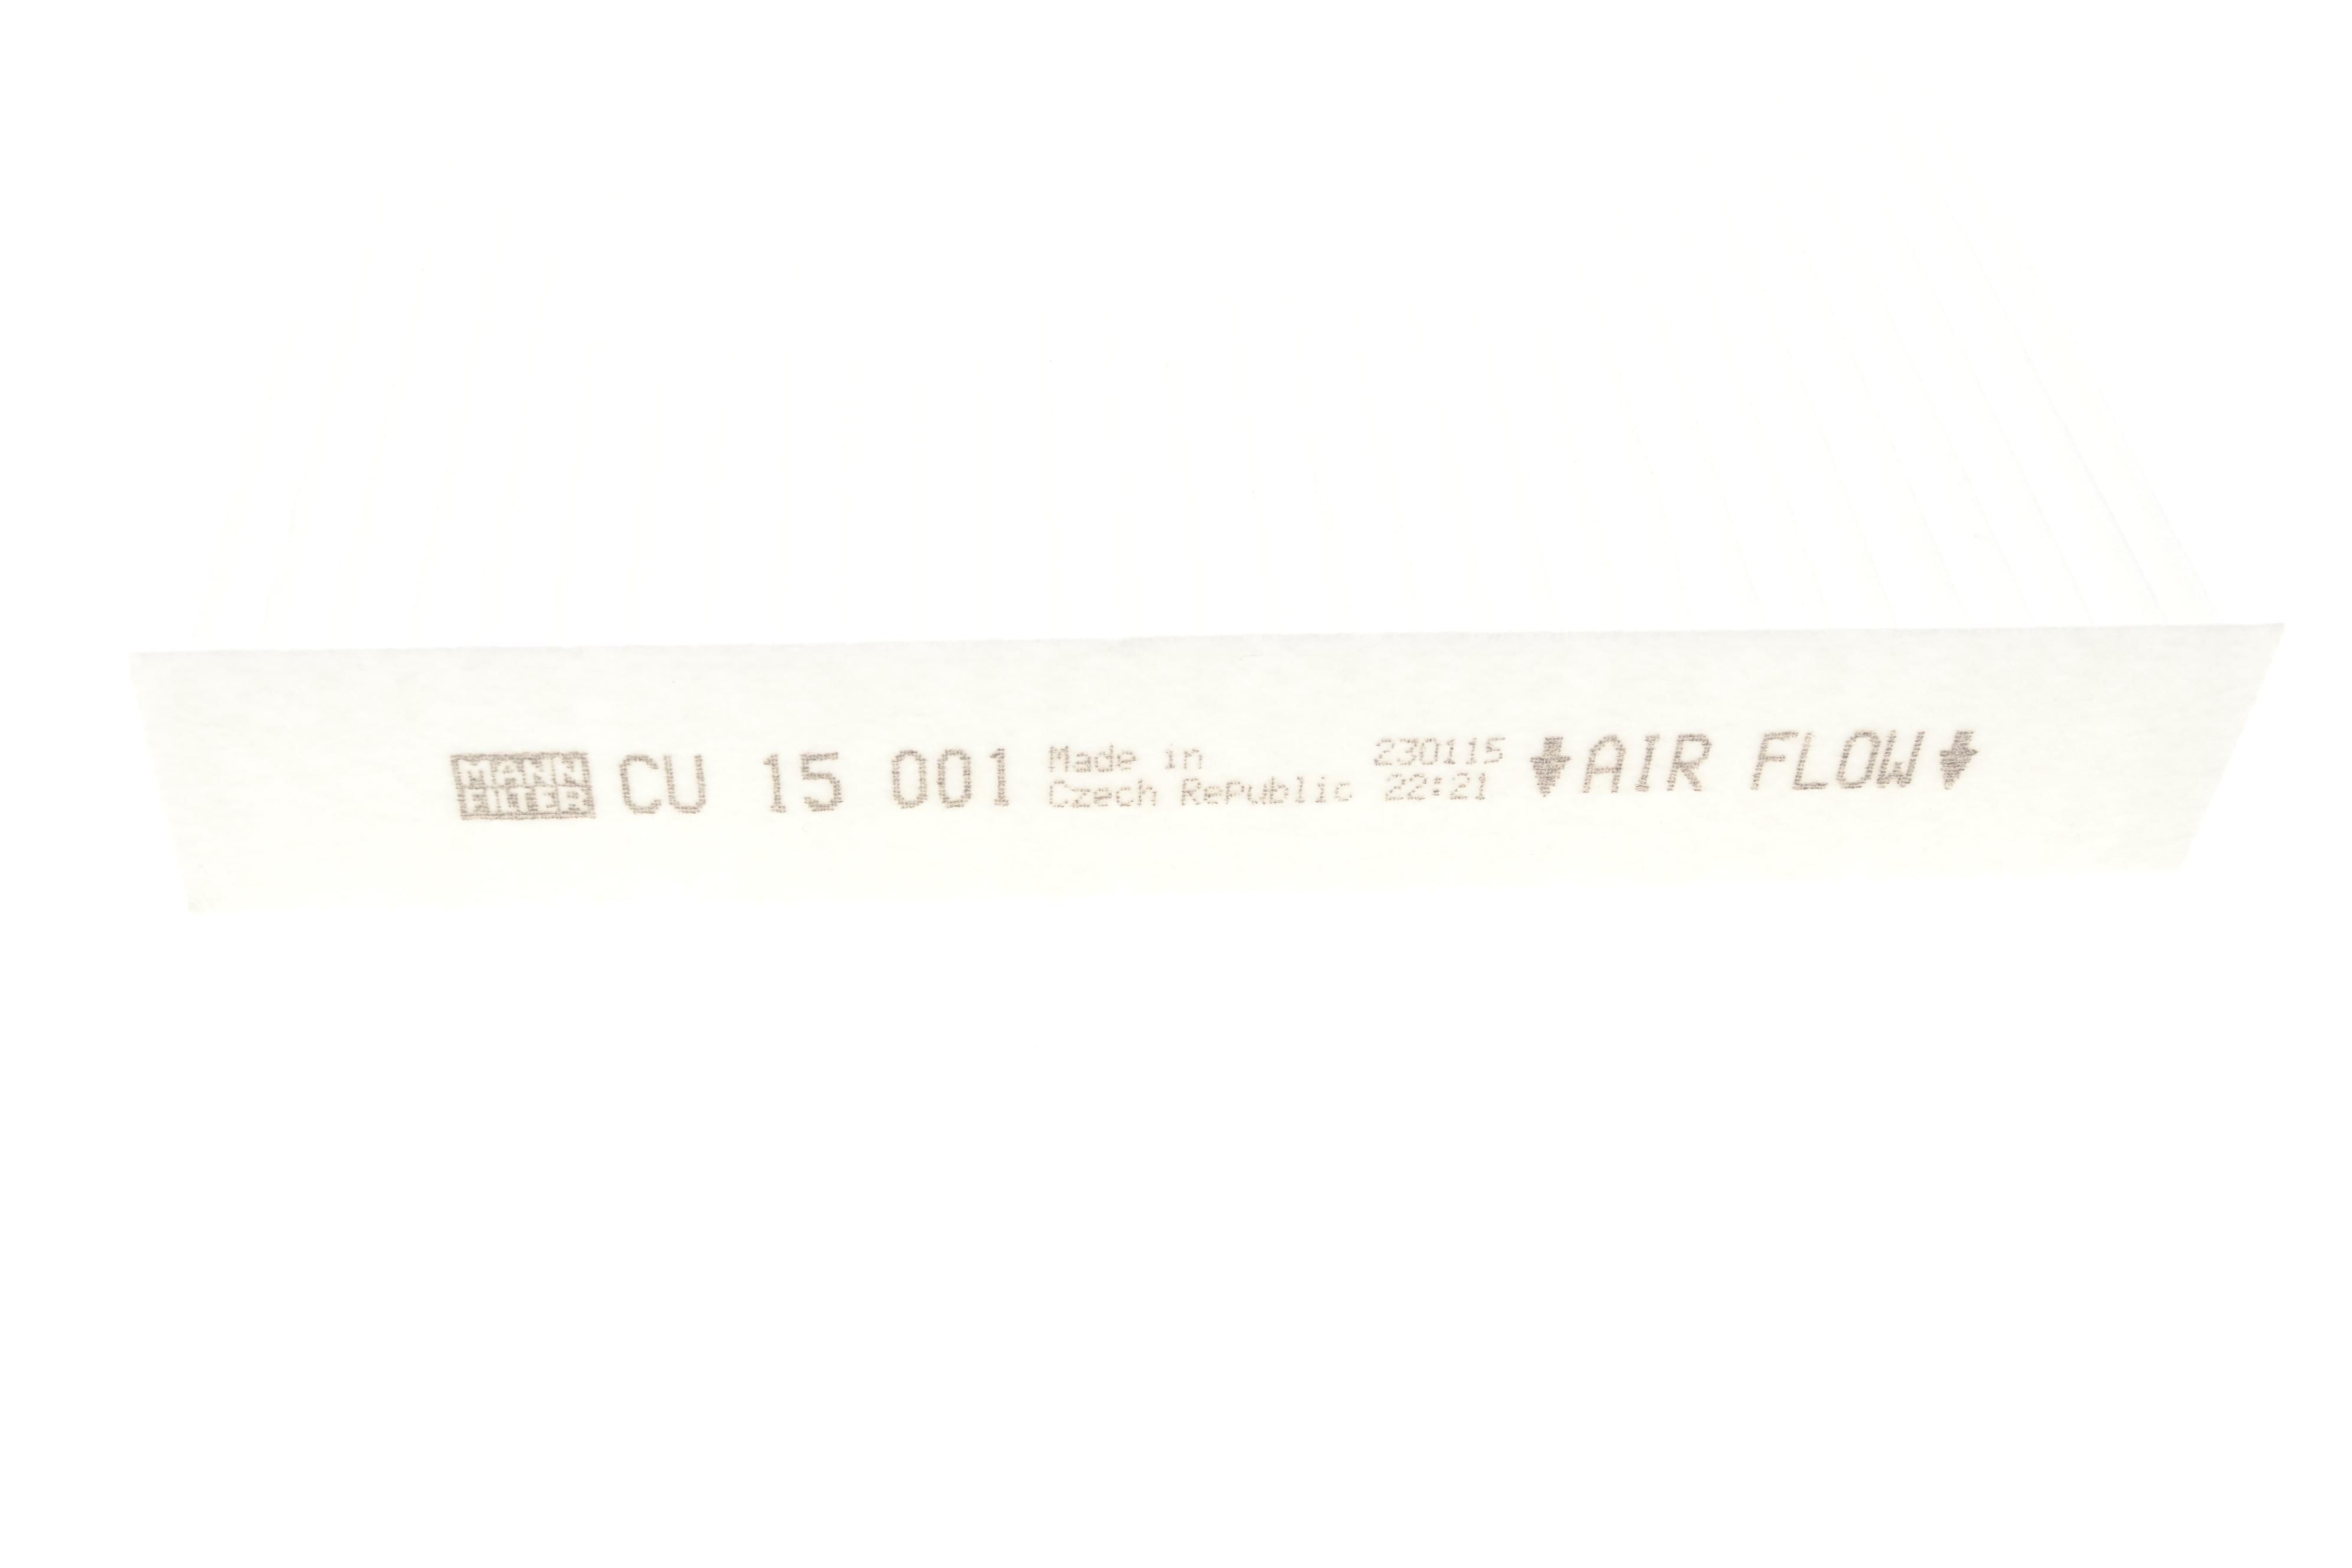 MANN
FILTER
CU 15 001
Made in
Czech Republic
230115
22:21
AIR FLOW